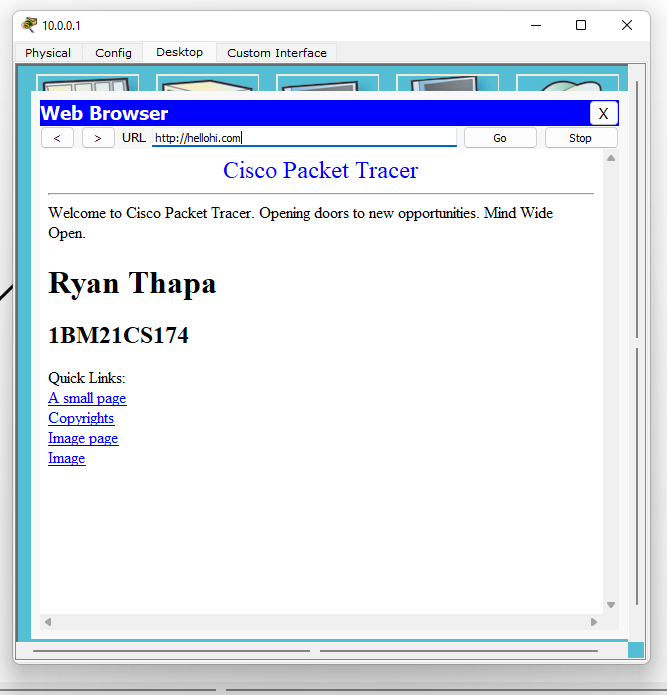 10.0.0.1
Physical Config Desktop Custom Interface
Web Browser X
< > URL http://hellohi.com Go Stop
Cisco Packet Tracer
Welcome to Cisco Packet Tracer. Opening doors to new opportunities. Mind Wide
Open.
Ryan Thapa
1BM21CS174
Quick Links:
A small page
Copyrights
Image page
Image